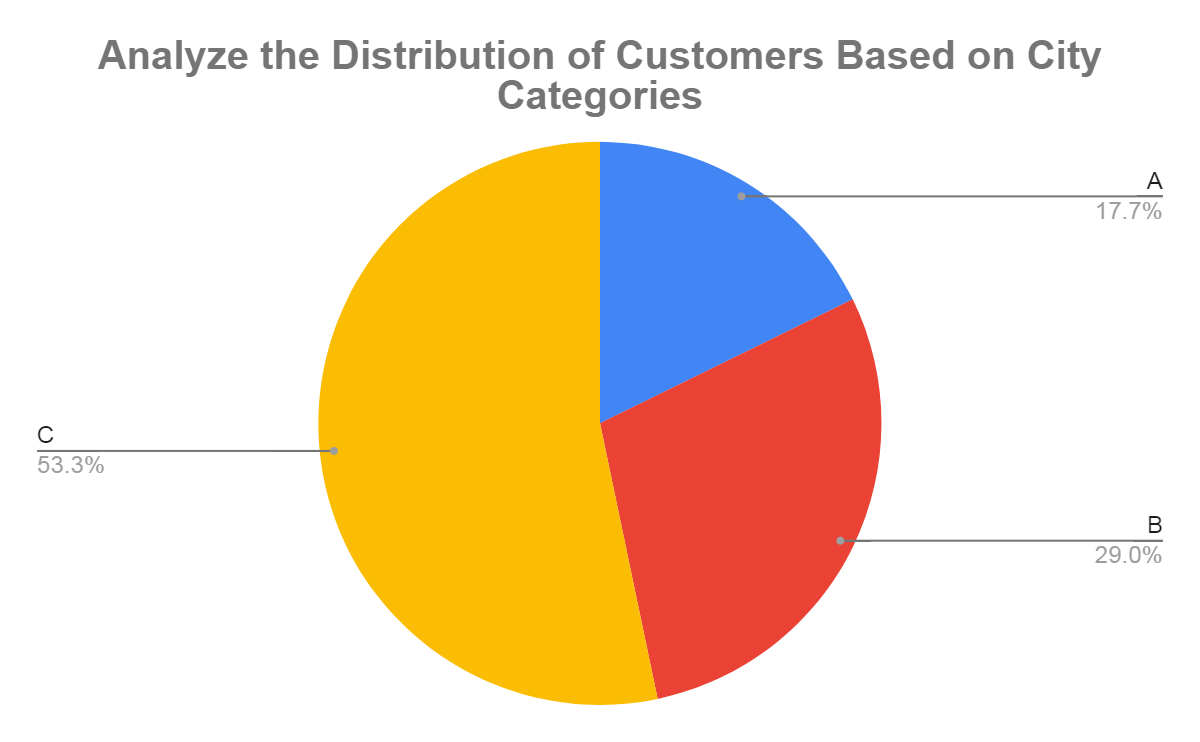 Analyze the Distribution of Customers Based on City
Categories
A
17.7%
C
53.3%
B
29.0%